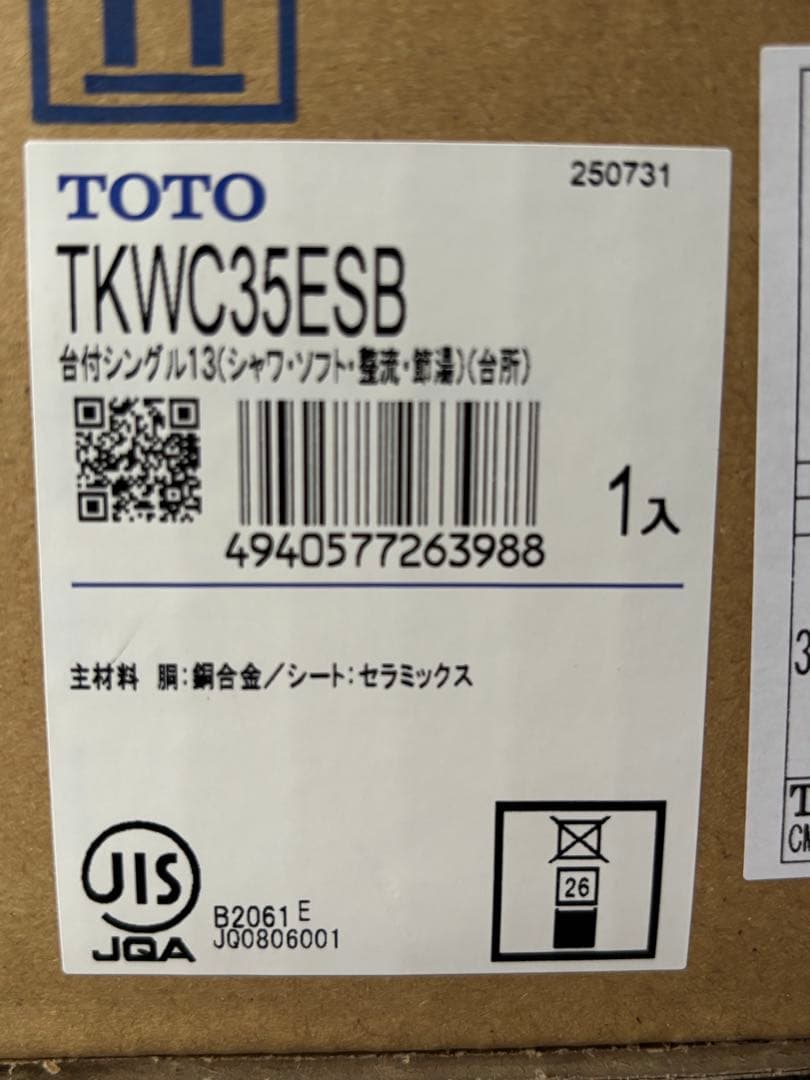 TOTO
250731
TKWC35ESB
台付シングル13(シャワ・ソフト・整流・節湯)(台所)
1入
4940577263988
主材料 胴:銅合金/シート:セラミックス
JIS
JQA
B2061 E
JQ0806001
26
3
T
CM